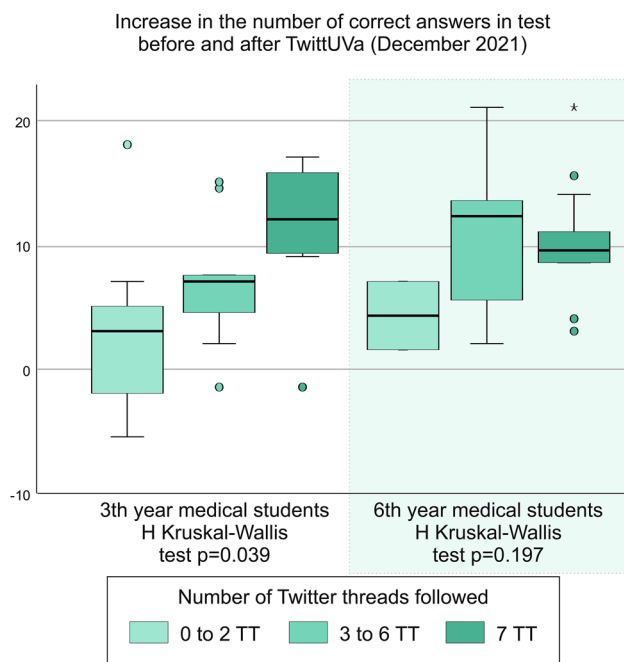 Increase in the number of correct answers in test
before and after TwittUVa (December 2021)
20
10
0
-10
3th year medical students
H Kruskal-Wallis
test p=0.039
6th year medical students
H Kruskal-Wallis
test p=0.197
Number of Twitter threads followed
0 to 2 TT
3 to 6 TT
7 TT